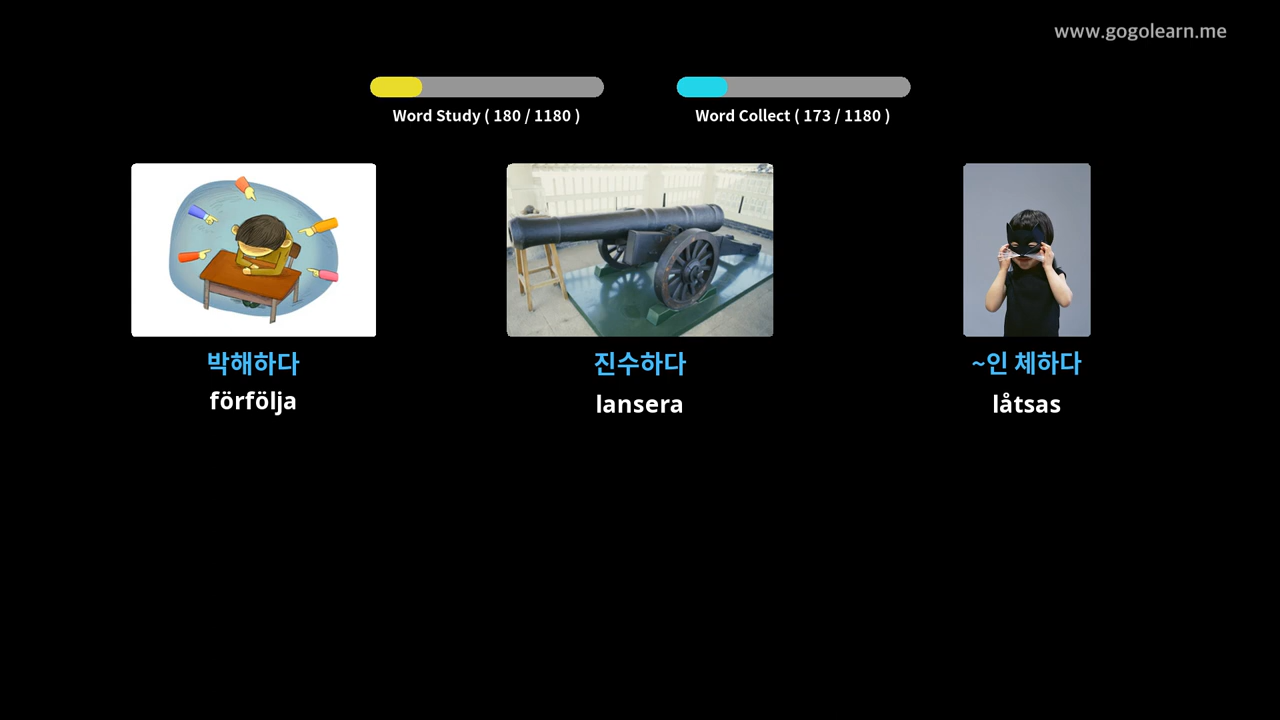 www.gogolearn.me
Word Study ( 180 / 1180 )
Word Collect ( 173 / 1180 )
박해하다
진수하다
~인 체하다
förfölja
lansera
låtsas